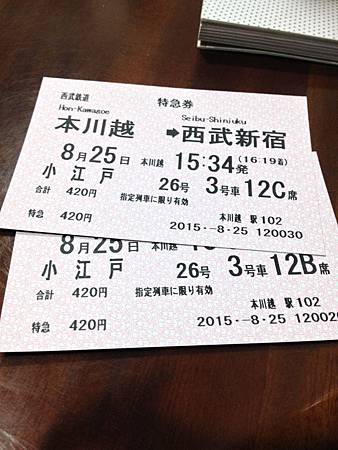 西武鉄道 特急券
Hon-Kawagoe Seibu-Shinjuku
本川越 ➡西武新宿
8月25日 本川越 15:34発 (16:19着)
小江戸 26号 3号車 12C席
合計 420円 指定列車に限り有効
本川越 駅102
特急 420円 2015.-8-25 120030
8月25日 本川越
小江戸 26号 3号車 12B席
合計 420円 指定列車に限り有効
本川越 駅102
特急 420円 2015.-8-25 12002